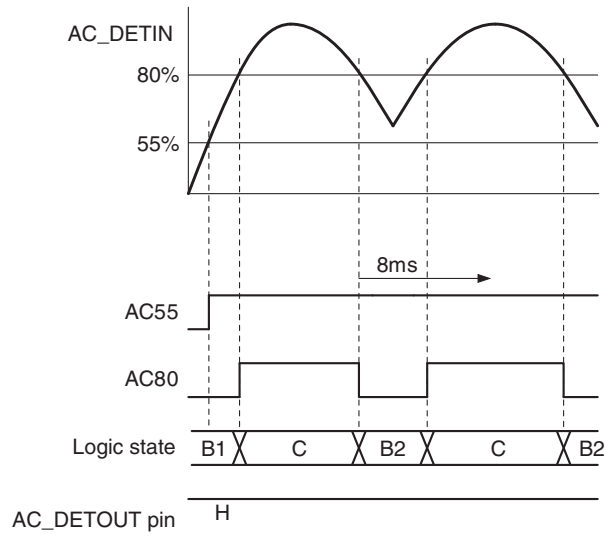 AC_DETIN
80%
55%
8ms
AC55
AC80
Logic state B1 C B2 C B2
AC_DETOUT pin H